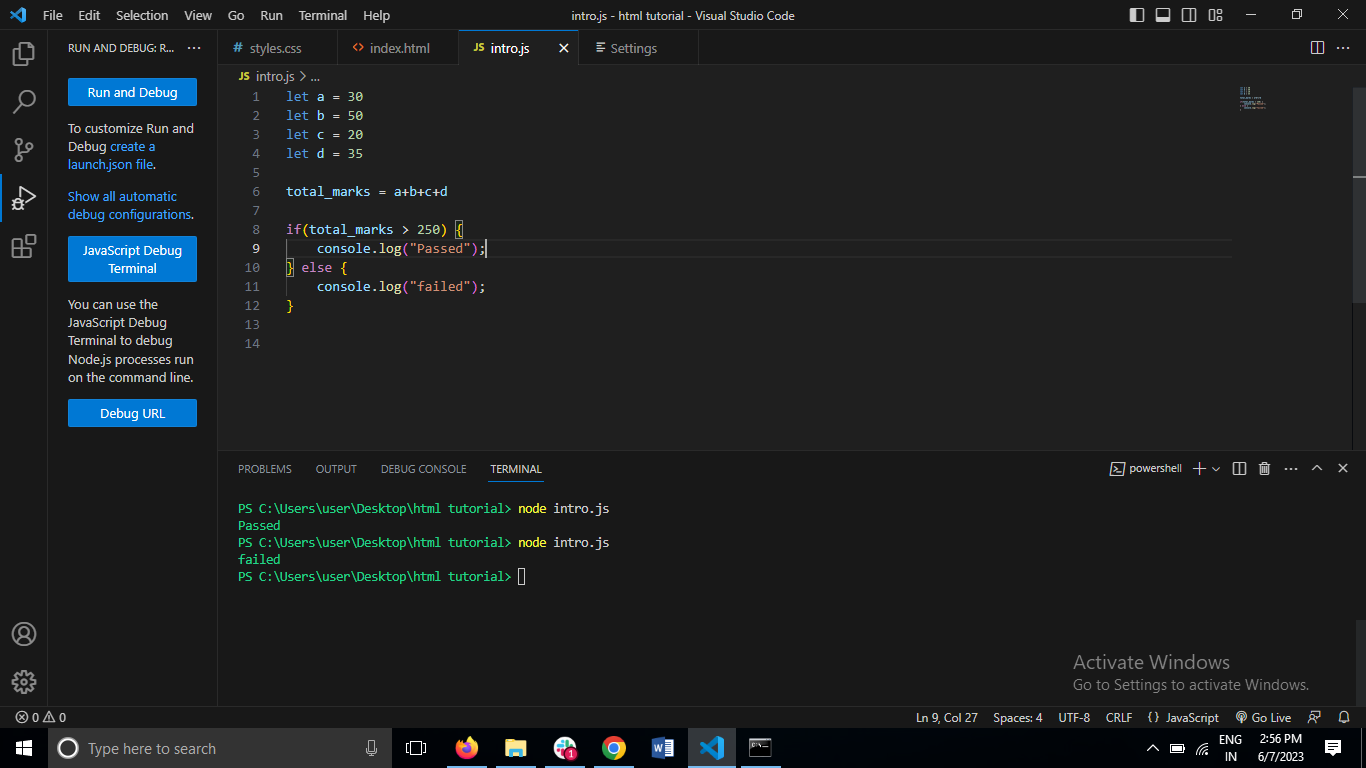 File Edit Selection View Go Run Terminal Help
intro.js - html tutorial - Visual Studio Code
RUN AND DEBUG: R... ···
Run and Debug
To customize Run and
Debug create a
launch.json file.
Show all automatic
debug configurations.
JavaScript Debug
Terminal
You can use the
JavaScript Debug
Terminal to debug
Node.js processes run
on the command line.
Debug URL
# styles.css
<> index.html
JS intro.js
Settings
JS intro.js > ...
1 let a = 30
2 let b = 50
3 let c = 20
4 let d = 35
5
6 total_marks = a+b+c+d
7
8 if(total_marks > 250) {
9 console.log("Passed");
10 } else {
11 console.log("failed");
12 }
13
14
PROBLEMS OUTPUT DEBUG CONSOLE TERMINAL
powershell
PS C:\Users\user\Desktop\html tutorial> node intro.js
Passed
PS C:\Users\user\Desktop\html tutorial> node intro.js
failed
PS C:\Users\user\Desktop\html tutorial>
Activate Windows
Go to Settings to activate Windows.
0 0
Ln 9, Col 27 Spaces: 4 UTF-8 CRLF {} JavaScript Go Live
Type here to search
1
W
ENG
IN
2:56 PM
6/7/2023